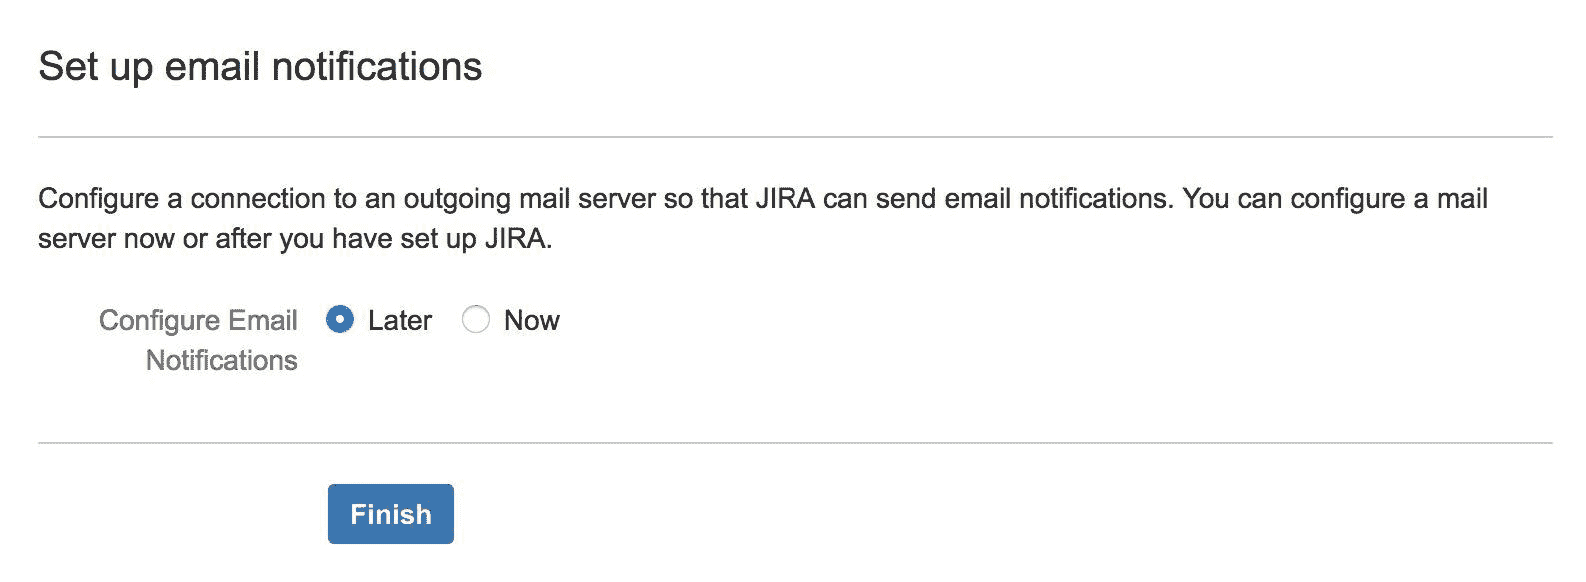 Set up email notifications
Configure a connection to an outgoing mail server so that JIRA can send email notifications. You can configure a mail
server now or after you have set up JIRA.
Configure Email Later Now
Notifications
Finish